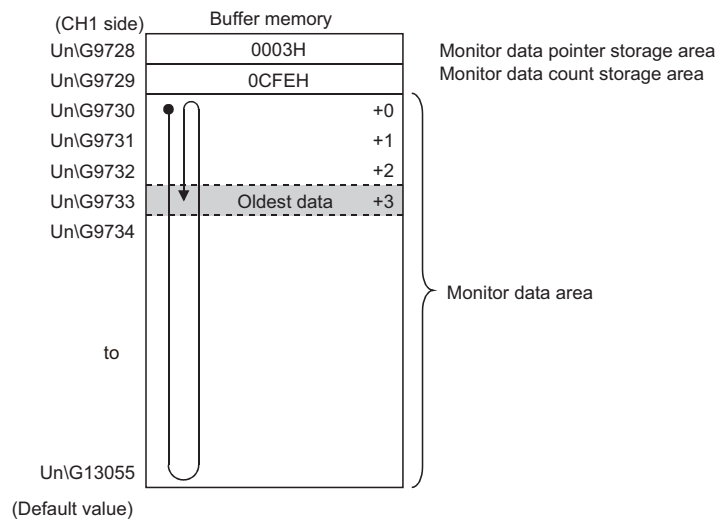 (CH1 side) Buffer memory
Un\G9728 0003H Monitor data pointer storage area
Un\G9729 0CFEH Monitor data count storage area
Un\G9730 +0
Un\G9731 +1
Un\G9732 +2
Un\G9733 Oldest data +3
Un\G9734
Monitor data area
to
Un\G13055
(Default value)